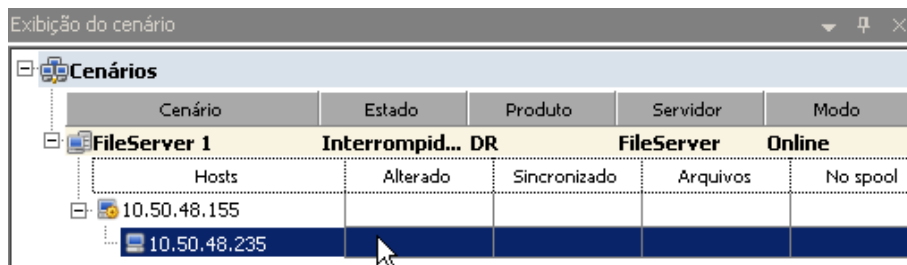 Exibição do cenário
Cenários
Cenário Estado Produto Servidor Modo
FileServer 1 Interrompid... DR FileServer Online
Hosts Alterado Sincronizado Arquivos No spool
10.50.48.155
10.50.48.235